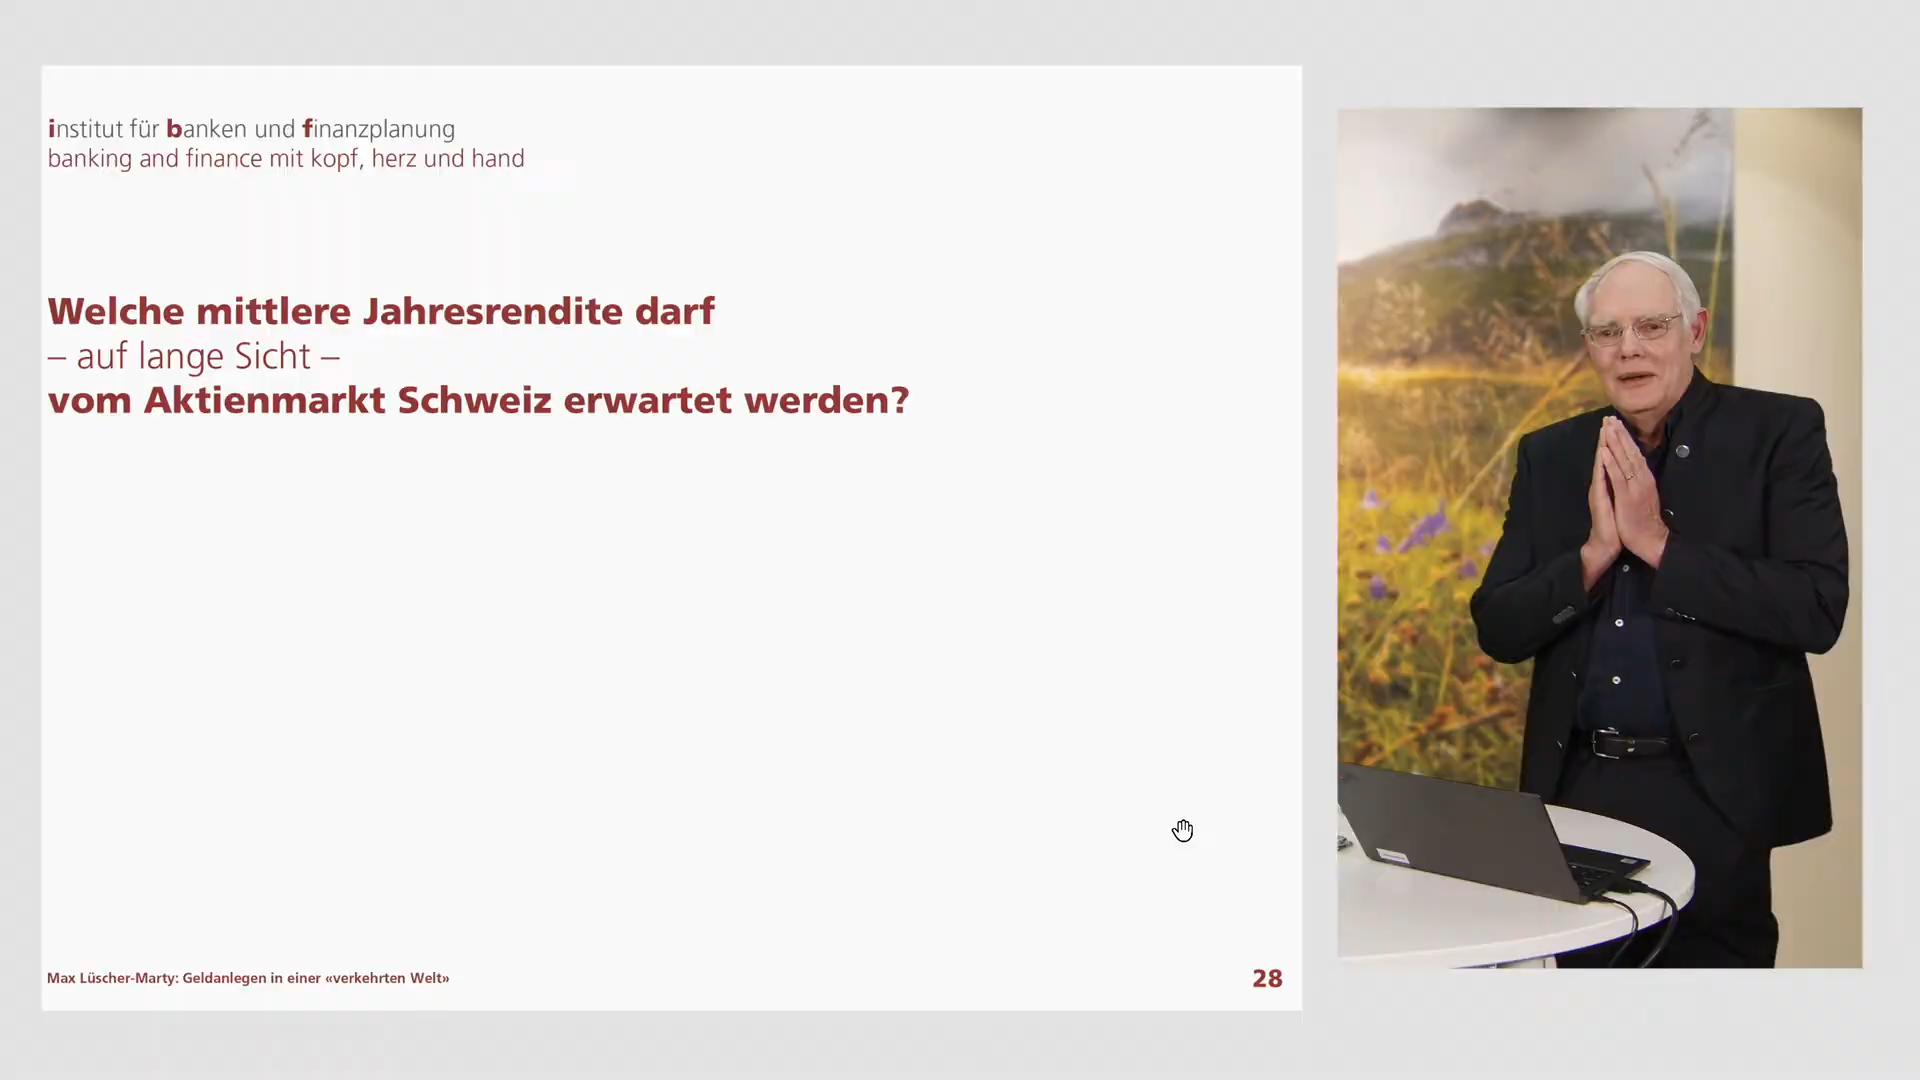 institut für banken und finanzplanung
banking and finance mit kopf, herz und hand
Welche mittlere Jahresrendite darf
– auf lange Sicht –
vom Aktienmarkt Schweiz erwartet werden?
Max Lüscher-Marty: Geldanlegen in einer «verkehrten Welt»
28